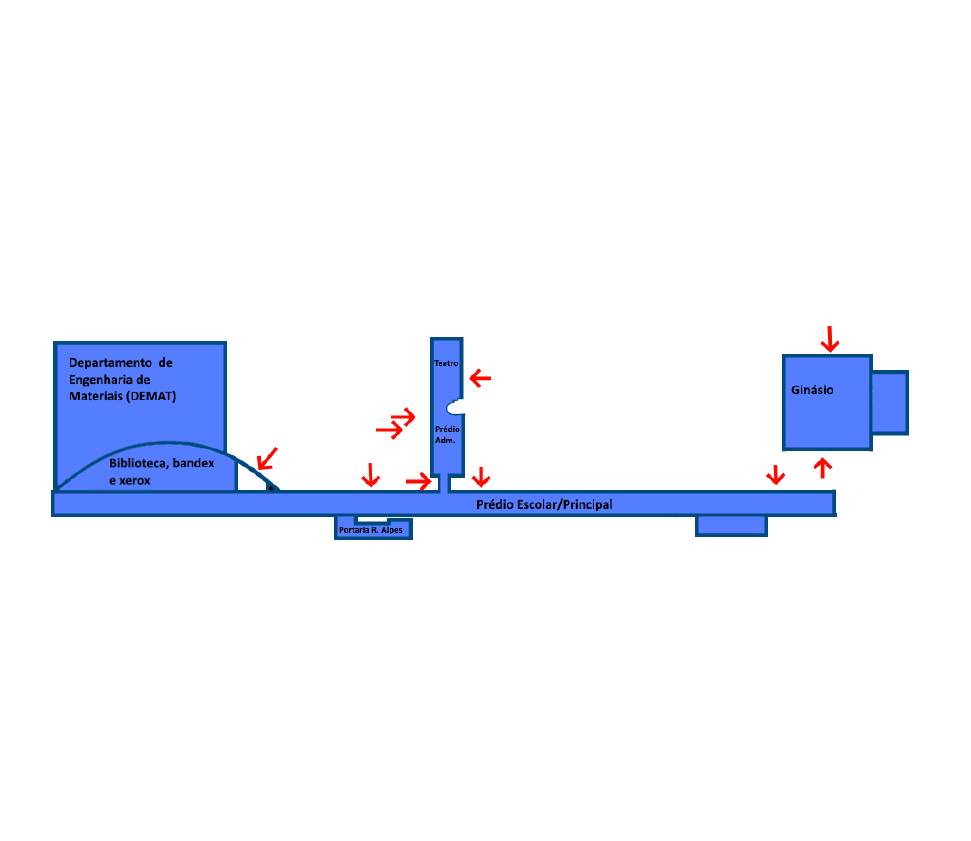 Departamento de
Engenharia de
Materiais (DEMAT)
Biblioteca, bandex
e xerox
Teatro
Prédio
Adm.
Ginásio
Prédio Escolar/Principal
Portaria R. Alpes